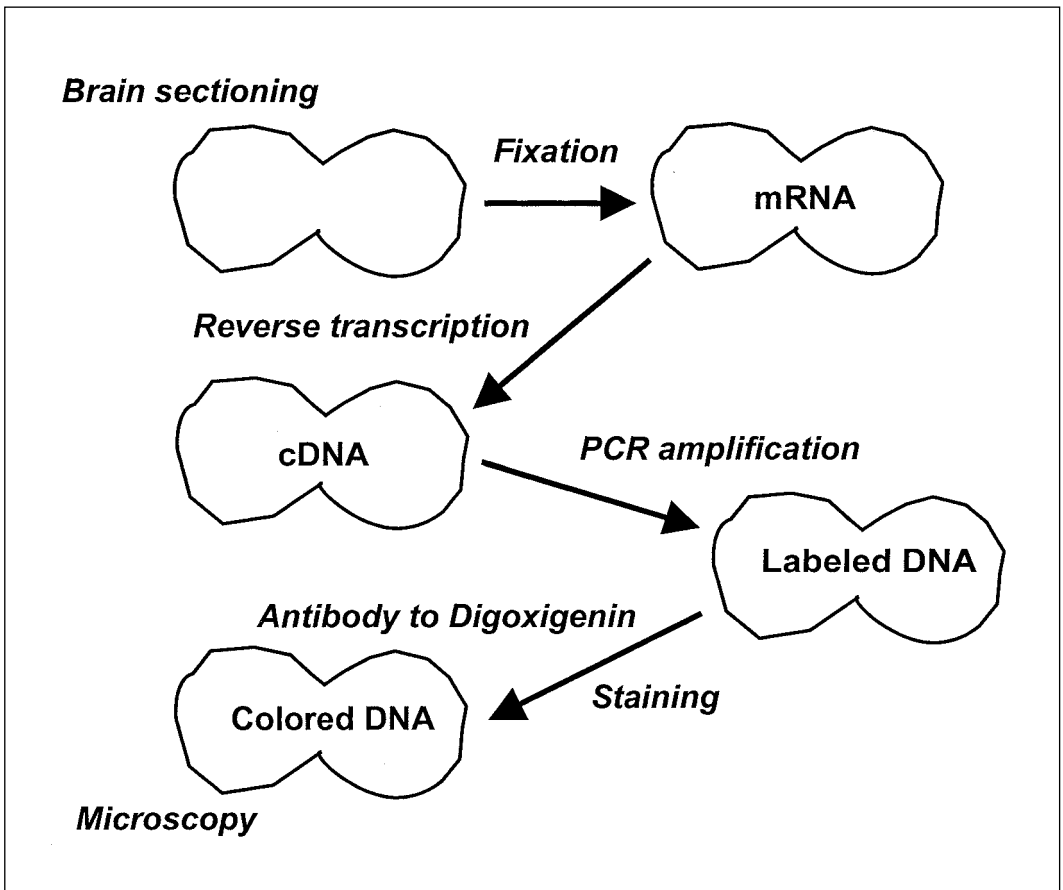 Brain sectioning
Fixation
mRNA
Reverse transcription
cDNA
PCR amplification
Labeled DNA
Antibody to Digoxigenin
Staining
Colored DNA
Microscopy